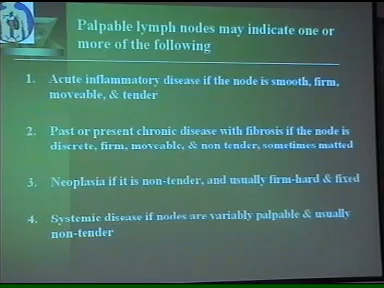 Palpable lymph nodes may indicate one or
more of the following
1. Acute inflammatory disease if the node is smooth, firm,
moveable, & tender
2. Past or present chronic disease with fibrosis if the node is
discrete, firm, moveable, & non tender, sometimes matted
3. Neoplasia if it is non-tender, and usually firm-hard & fixed
4. Systemic disease if nodes are variably palpable & usually
non-tender